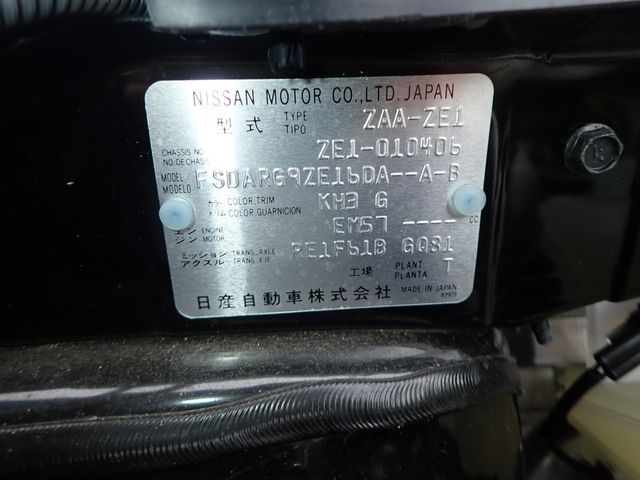 NISSAN MOTOR CO.,LTD.JAPAN
型式 TYPE TIPO ZAA-ZE1
CHASSIS NO. NO.DECHASSIS ZE1-010406
MODEL MODELO FSDARG9ZE16DA--A-B
カラー COLOR,TRIM トリム COLOR,GUARNICION KH3 G
エンジン ENGINE MOTOR EM57 ---- cc
ミッション TRANS.,AXLE アクスル TRANS.,EJE RE1F61B GQ81
工場 PLANT PLANTA T
日産自動車株式会社 MADE IN JAPAN